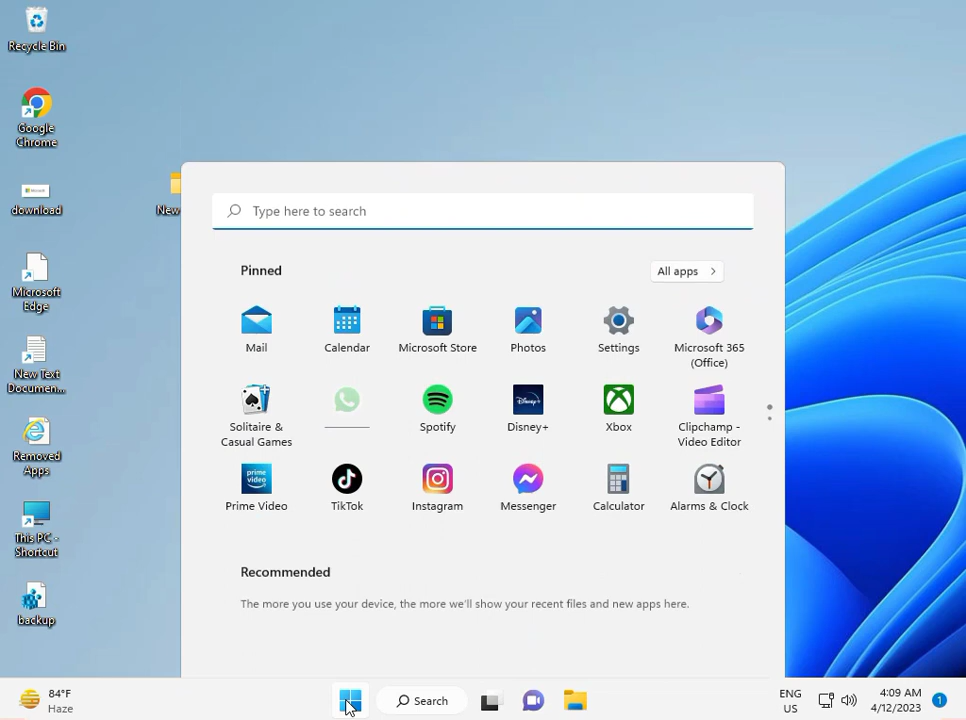 Recycle Bin
Google
Chrome
download
Microsoft
Edge
New Text
Documen...
Removed
Apps
This PC -
Shortcut
backup
New
Type here to search
Pinned
All apps
Mail
Calendar
Microsoft Store
Photos
Settings
Microsoft 365
(Office)
Solitaire &
Casual Games
Spotify
Disney+
Xbox
Clipchamp -
Video Editor
prime
video
Prime Video
TikTok
Instagram
Messenger
Calculator
Alarms & Clock
Recommended
The more you use your device, the more we'll show your recent files and new apps here.
84°F
Haze
Search
ENG
US
4:09 AM
4/12/2023
1